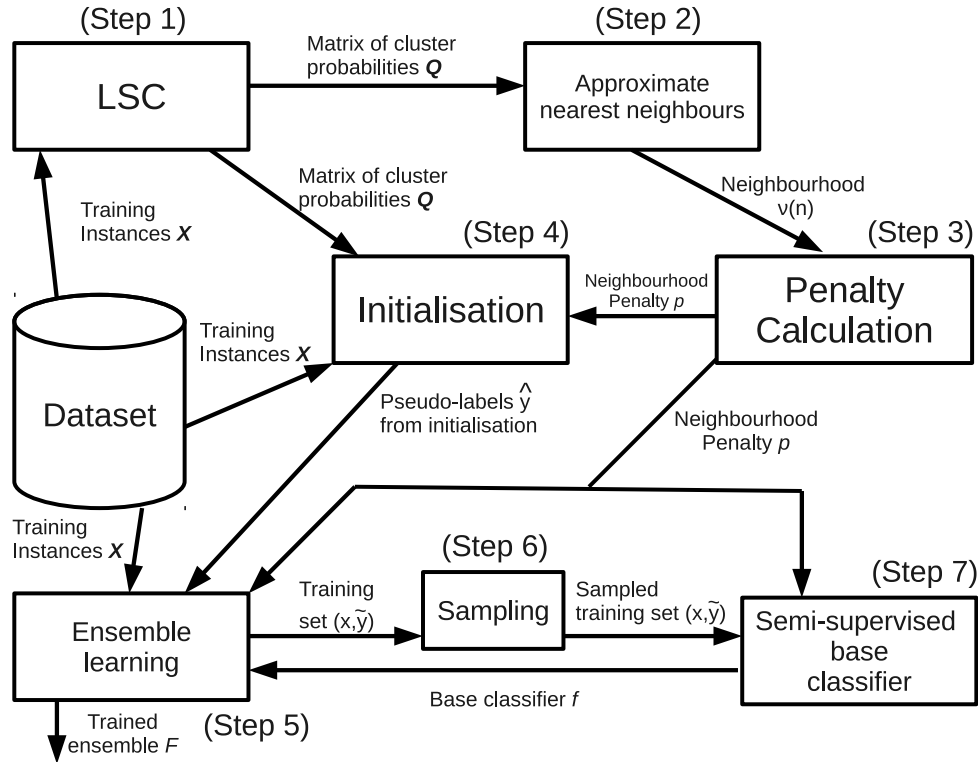 (Step 1)
LSC
Matrix of cluster
probabilities Q
(Step 2)
Approximate
nearest neighbours
Matrix of cluster
probabilities Q
Neighbourhood
ν(n)
Training
Instances X
(Step 4)
Initialisation
(Step 3)
Penalty
Calculation
Neighbourhood
Penalty p
Training
Instances X
Dataset
Pseudo-labels ŷ
from initialisation
Neighbourhood
Penalty p
Training
Instances X
(Step 6)
Sampling
(Step 7)
Semi-supervised
base
classifier
Ensemble
learning
Training
set (x,ỹ)
Sampled
training set (x,ỹ)
Base classifier f
(Step 5)
Trained
ensemble F